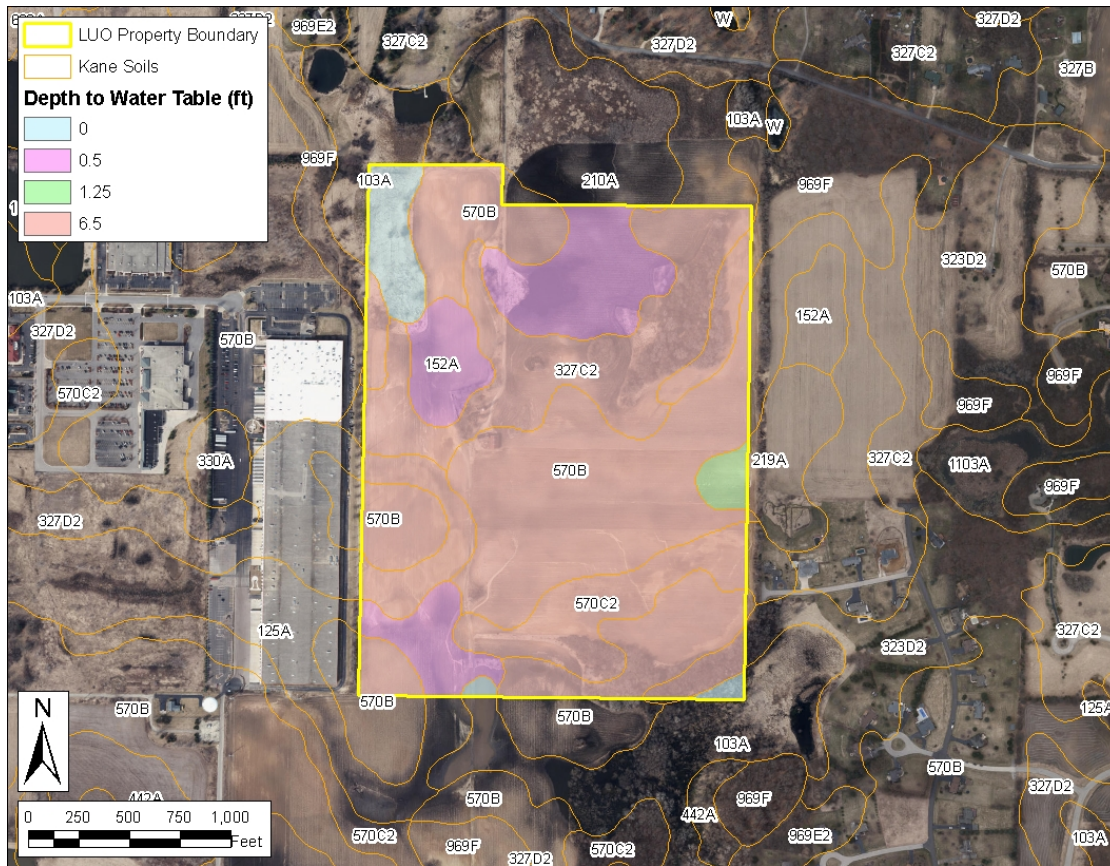 LUO Property Boundary
Kane Soils
Depth to Water Table (ft)
0
0.5
1.25
6.5
969E2
327C2
327D2
W
327D2
327C2
327B
103A
W
969F
103A
210A
969F
570B
323D2
570B
103A
327D2
570B
152A
152A
570C2
327C2
969F
969F
330A
570B
219A
327C2
1103A
969F
327D2
570B
570C2
125A
323D2
327C2
570B
570B
570B
125A
103A
570B
327D2
442A
570B
442A
969F
570C2
969F
327D2
570C2
969E2
103A
N
0 250 500 750 1,000
Feet